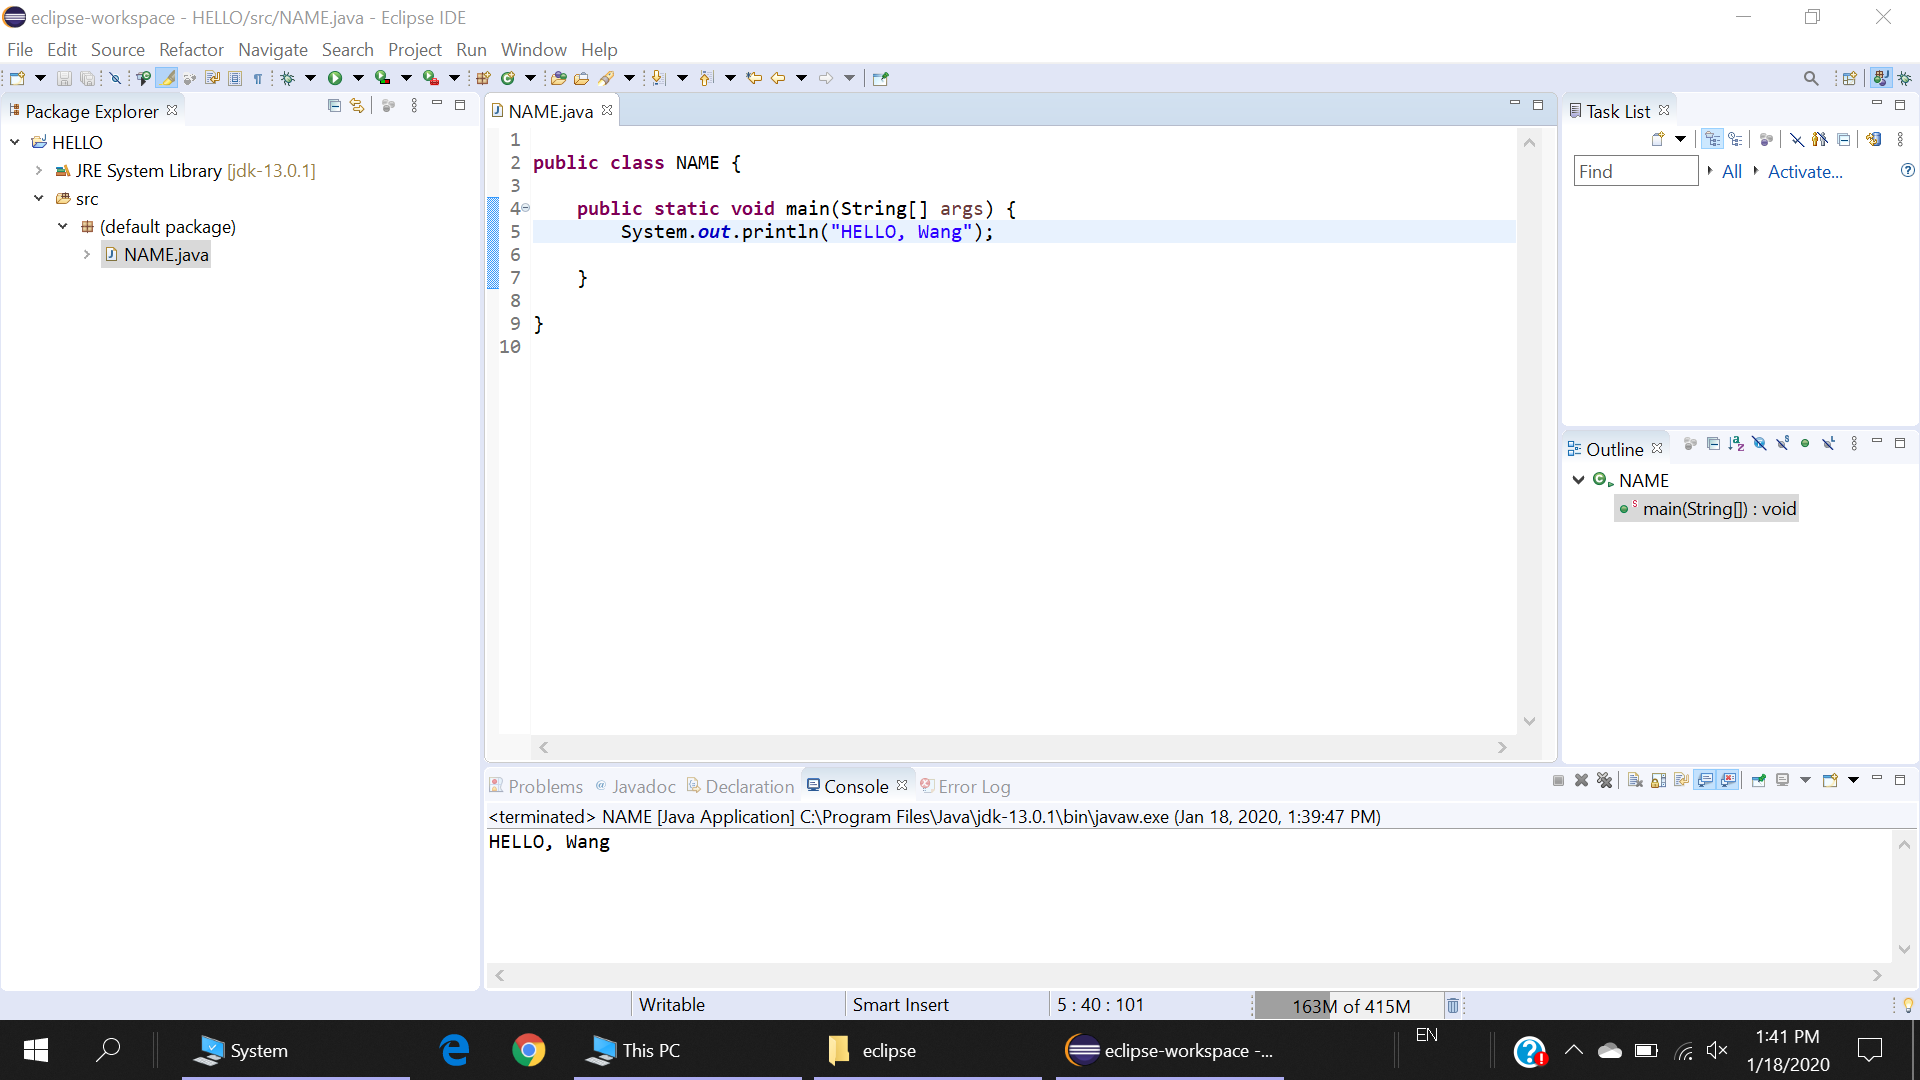 eclipse-workspace - HELLO/src/NAME.java - Eclipse IDE
File Edit Source Refactor Navigate Search Project Run Window Help
Package Explorer
HELLO
JRE System Library [jdk-13.0.1]
src
(default package)
NAME.java
NAME.java
1
2 public class NAME {
3
4 public static void main(String[] args) {
5 System.out.println("HELLO, Wang");
6
7 }
8
9 }
10
Task List
Find All Activate...
Outline
NAME
main(String[]) : void
Problems @ Javadoc Declaration Console Error Log
<terminated> NAME [Java Application] C:\Program Files\Java\jdk-13.0.1\bin\javaw.exe (Jan 18, 2020, 1:39:47 PM)
HELLO, Wang
Writable Smart Insert 5 : 40 : 101 163M of 415M
System This PC eclipse eclipse-workspace -... EN 1:41 PM
1/18/2020